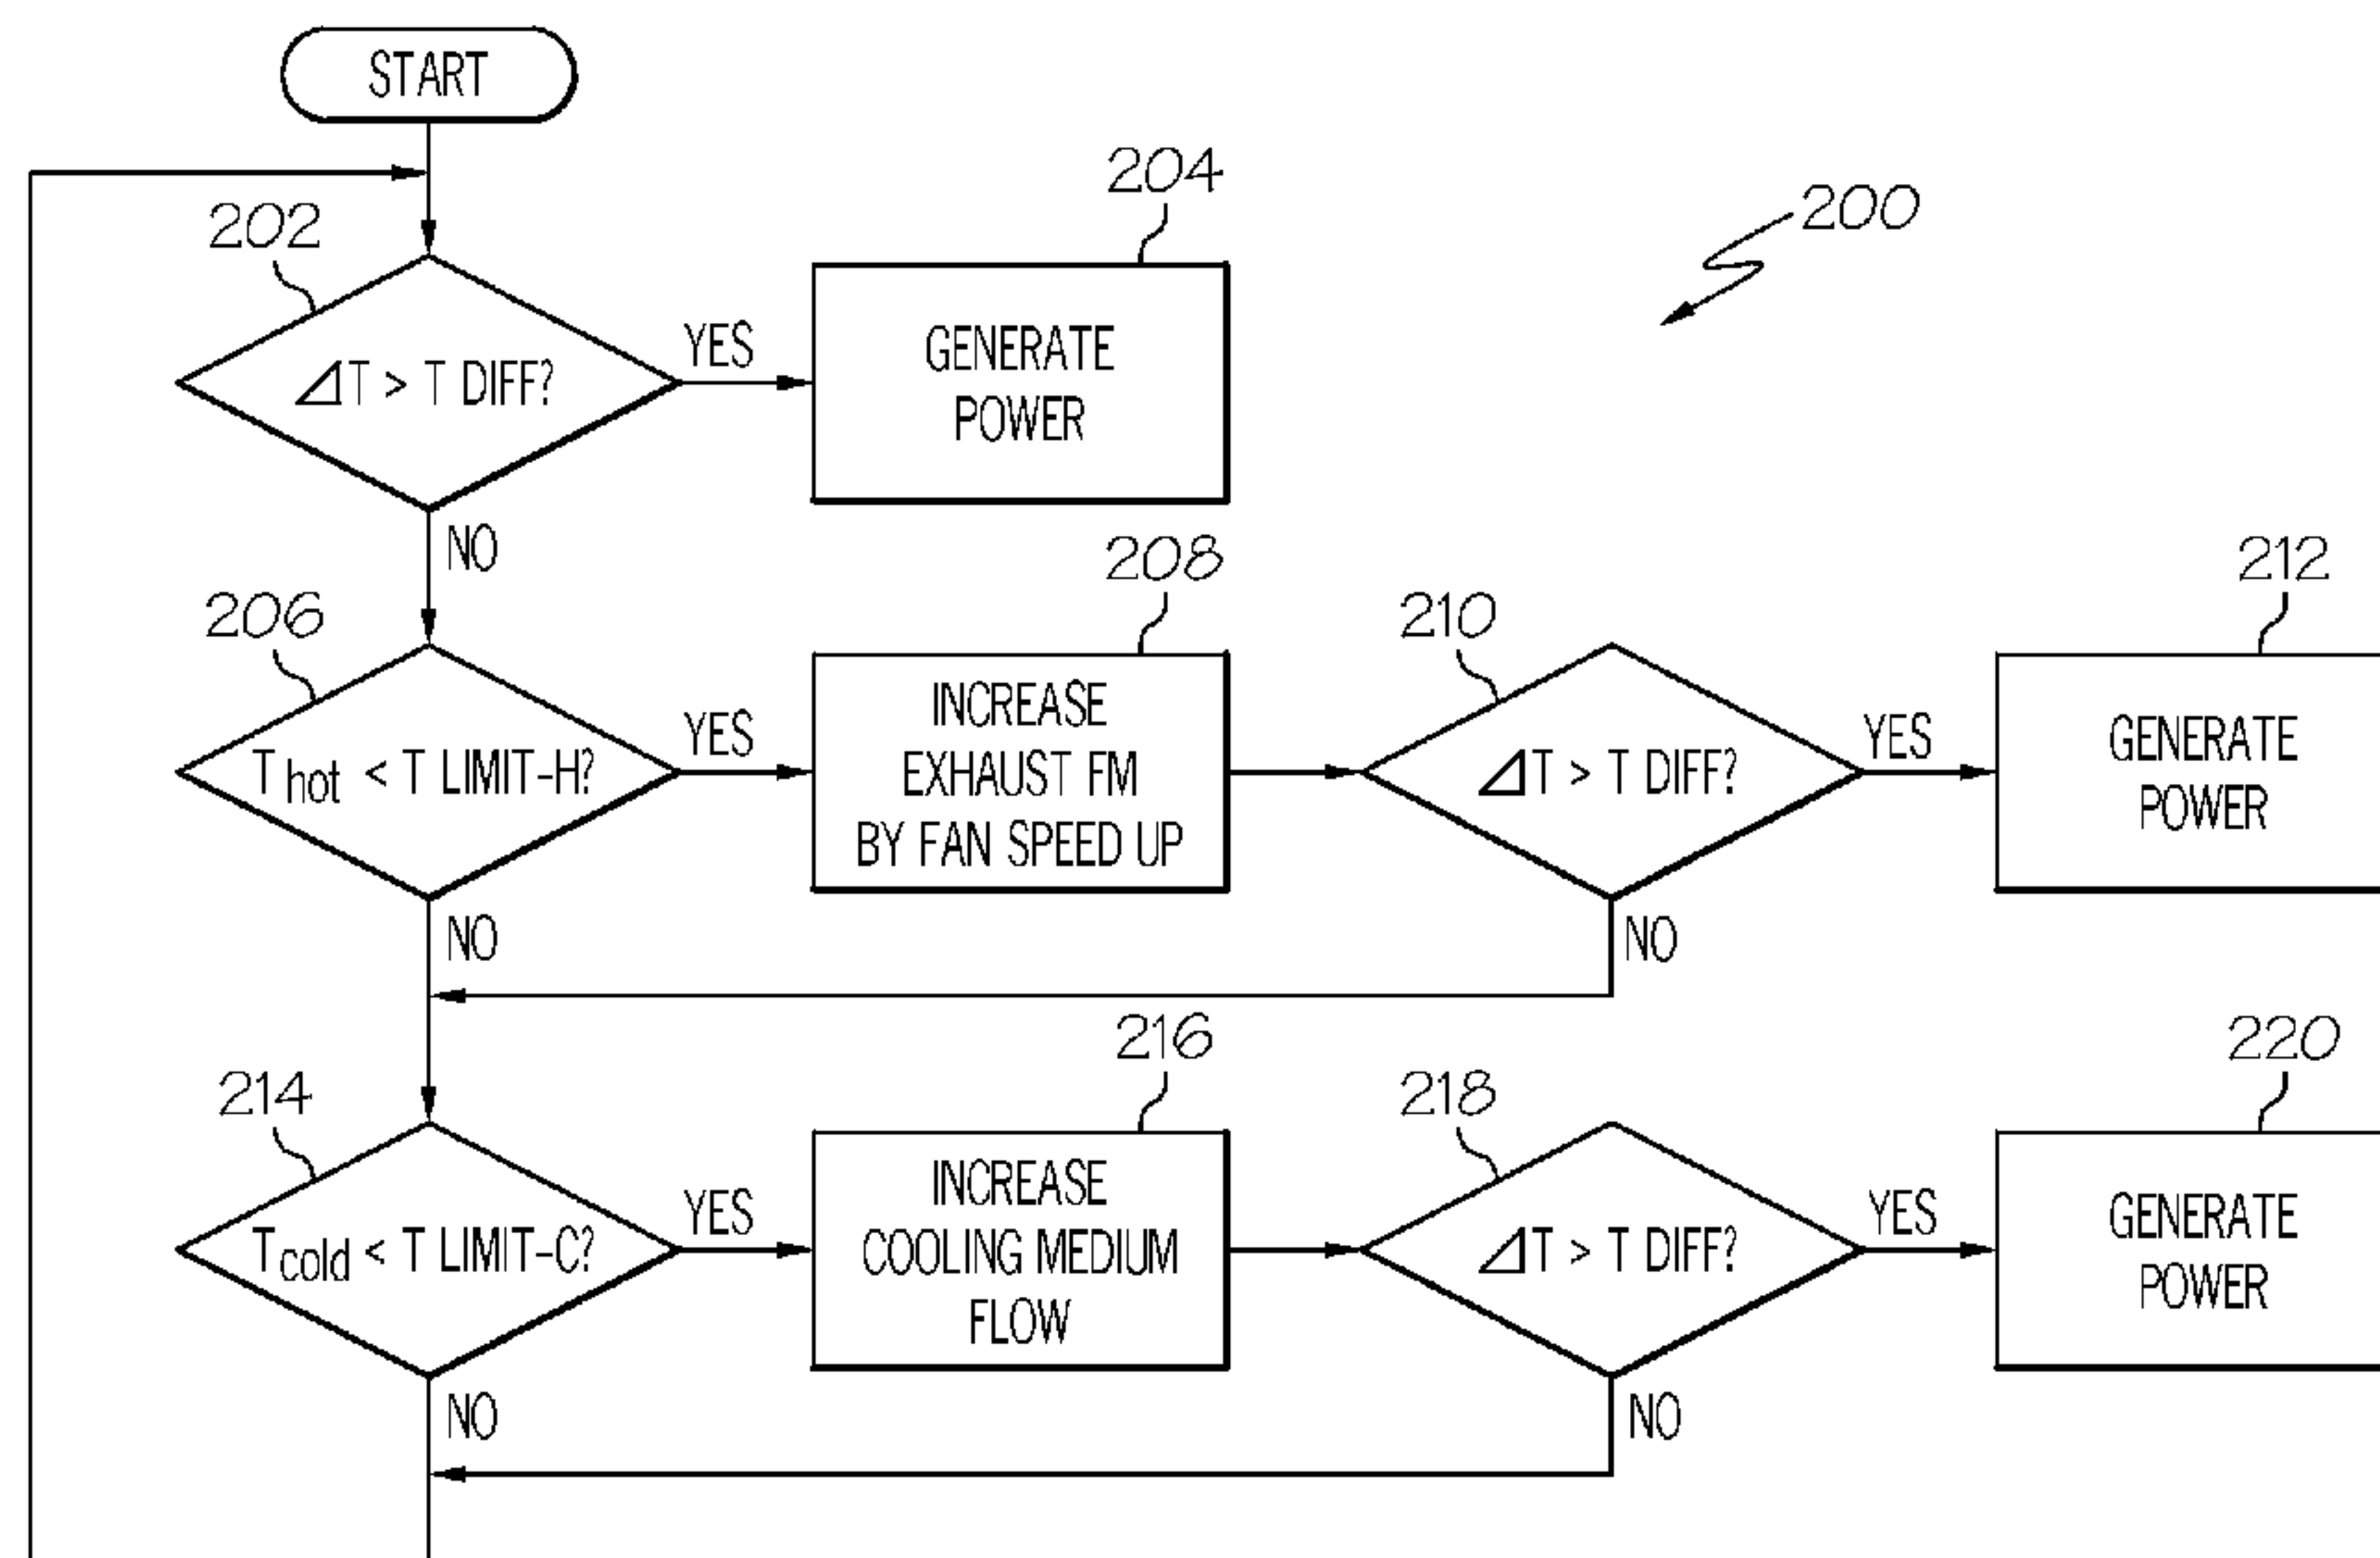 START
202
204
200
ΔT > T DIFF?
YES
GENERATE
POWER
NO
206
208
210
212
T hot < T LIMIT-H?
YES
INCREASE
EXHAUST FM
BY FAN SPEED UP
ΔT > T DIFF?
YES
GENERATE
POWER
NO
NO
214
216
218
220
Tcold < T LIMIT-C?
YES
INCREASE
COOLING MEDIUM
FLOW
ΔT > T DIFF?
YES
GENERATE
POWER
NO
NO